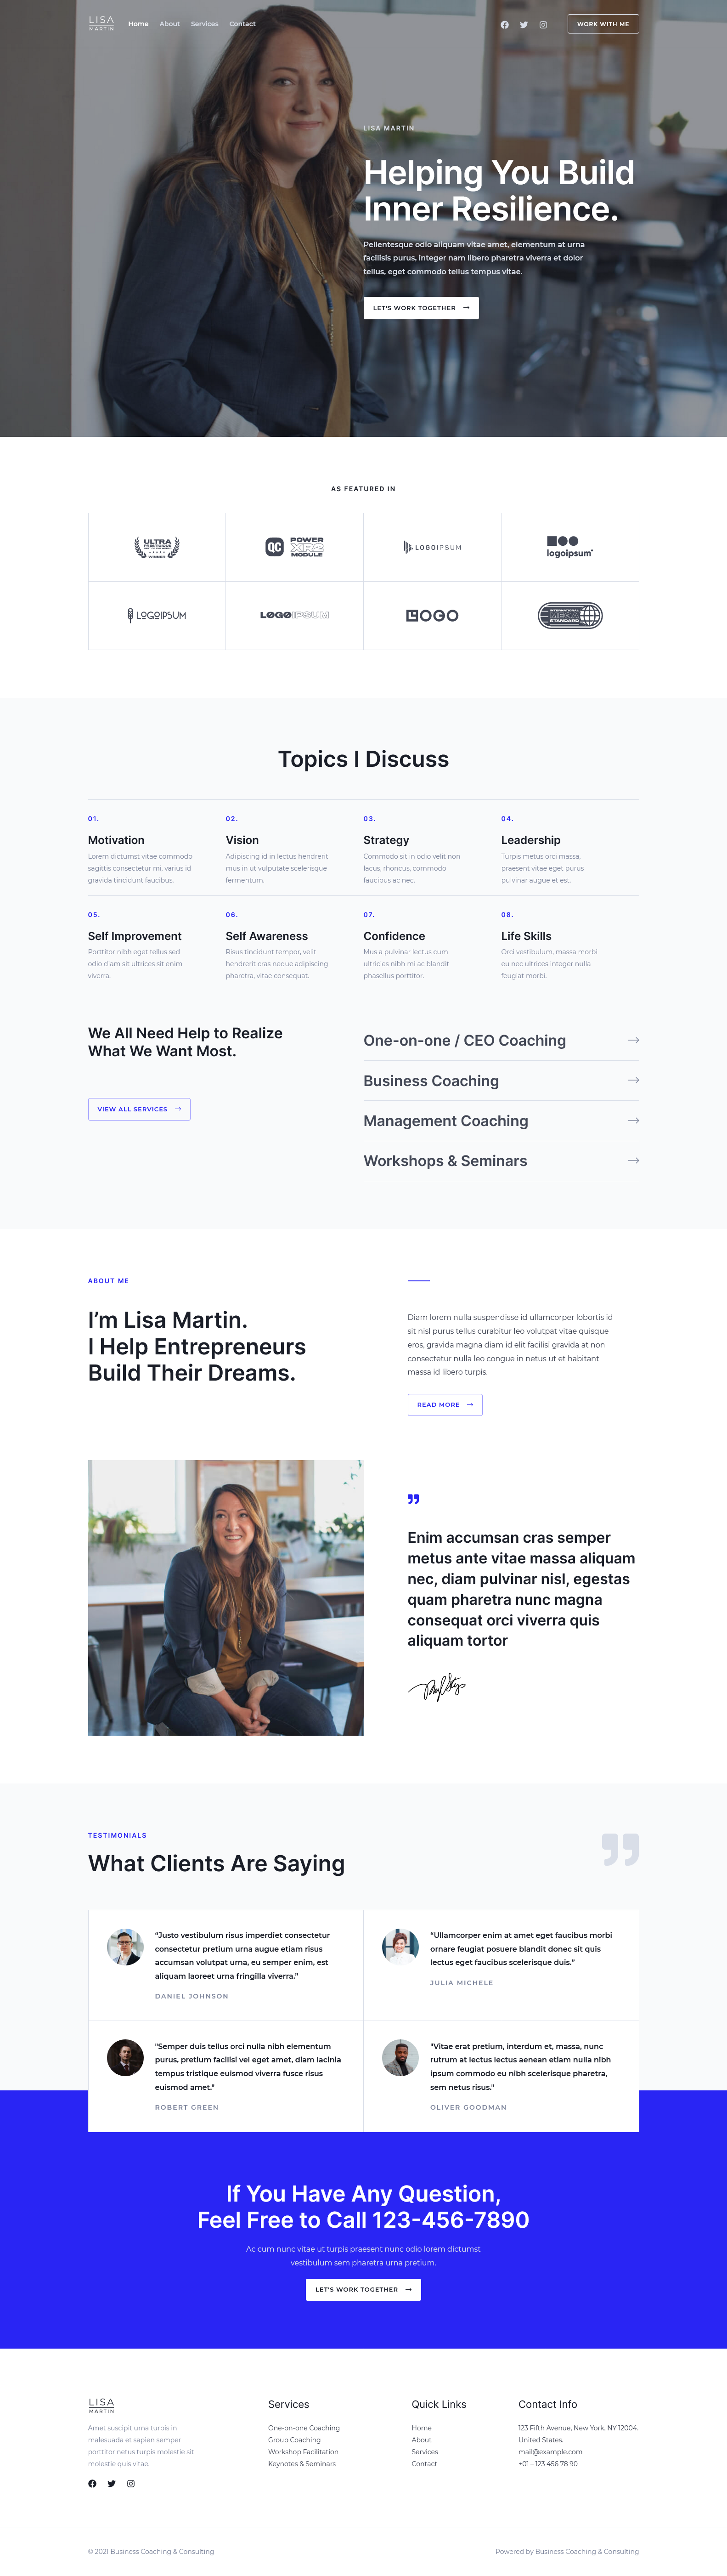 LISA
MARTIN
Home About Services Contact
WORK WITH ME
LISA MARTIN
Helping You Build
Inner Resilience.
Pellentesque odio aliquam vitae amet, elementum at urna
facilisis purus, integer nam libero pharetra viverra et dolor
tellus, eget commodo tellus tempus vitae.
LET'S WORK TOGETHER
AS FEATURED IN
ULTRA
WINNER
QC POWER
XR2
MODULE
LOGOIPSUM
logoipsum
LOGOIPSUM
LOGOIPSUM
LOGO
INTERNATIONAL
MEGA
STANDARD
Topics I Discuss
01.
Motivation
Lorem dictumst vitae commodo
sagittis consectetur mi, varius id
gravida tincidunt faucibus.
02.
Vision
Adipiscing id in lectus hendrerit
mus in ut vulputate scelerisque
fermentum.
03.
Strategy
Commodo sit in odio velit non
lacus, rhoncus, commodo
faucibus ac nec.
04.
Leadership
Turpis metus orci massa,
praesent vitae eget purus
pulvinar augue et est.
05.
Self Improvement
Porttitor nibh eget tellus sed
odio diam sit ultrices sit enim
viverra.
06.
Self Awareness
Risus tincidunt tempor, velit
hendrerit cras neque adipiscing
pharetra, vitae consequat.
07.
Confidence
Mus a pulvinar lectus cum
ultricies nibh mi ac blandit
phasellus porttitor.
08.
Life Skills
Orci vestibulum, massa morbi
eu nec ultrices integer nulla
feugiat morbi.
We All Need Help to Realize
What We Want Most.
VIEW ALL SERVICES
One-on-one / CEO Coaching
Business Coaching
Management Coaching
Workshops & Seminars
ABOUT ME
I’m Lisa Martin.
I Help Entrepreneurs
Build Their Dreams.
Diam lorem nulla suspendisse id ullamcorper lobortis id
sit nisl purus tellus curabitur leo volutpat vitae quisque
eros, gravida magna diam id elit facilisi gravida at non
consectetur nulla leo congue in netus ut et habitant
massa id libero turpis.
READ MORE
Enim accumsan cras semper
metus ante vitae massa aliquam
nec, diam pulvinar nisl, egestas
quam pharetra nunc magna
consequat orci viverra quis
aliquam tortor
TESTIMONIALS
What Clients Are Saying
“Justo vestibulum risus imperdiet consectetur
consectetur pretium urna augue etiam risus
accumsan volutpat urna, eu semper enim, est
aliquam laoreet urna fringilla viverra.”
DANIEL JOHNSON
“Ullamcorper enim at amet eget faucibus morbi
ornare feugiat posuere blandit donec sit quis
lectus eget faucibus scelerisque duis.”
JULIA MICHELE
"Semper duis tellus orci nulla nibh elementum
purus, pretium facilisi vel eget amet, diam lacinia
tempus tristique euismod viverra fusce risus
euismod amet."
ROBERT GREEN
"Vitae erat pretium, interdum et, massa, nunc
rutrum at lectus lectus aenean etiam nulla nibh
ipsum commodo eu nibh scelerisque pharetra,
sem netus risus."
OLIVER GOODMAN
If You Have Any Question,
Feel Free to Call 123-456-7890
Ac cum nunc vitae ut turpis praesent nunc odio lorem dictumst
vestibulum sem pharetra urna pretium.
LET'S WORK TOGETHER
LISA
MARTIN
Amet suscipit urna turpis in
malesuada et sapien semper
porttitor netus turpis molestie sit
molestie quis vitae.
Services
One-on-one Coaching
Group Coaching
Workshop Facilitation
Keynotes & Seminars
Quick Links
Home
About
Services
Contact
Contact Info
123 Fifth Avenue, New York, NY 12004.
United States.
mail@example.com
+01 – 123 456 78 90
© 2021 Business Coaching & Consulting
Powered by Business Coaching & Consulting